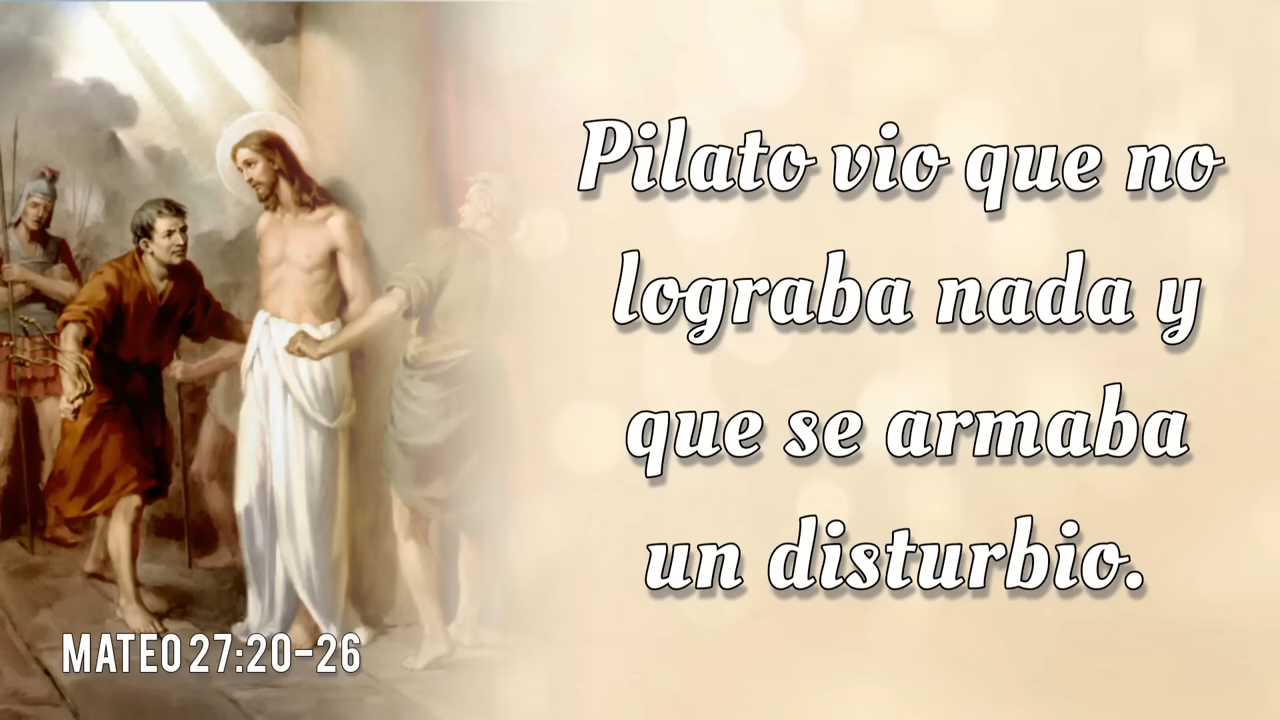 Pilato vio que no
lograba nada y
que se armaba
un disturbio.
MATEO 27:20-26